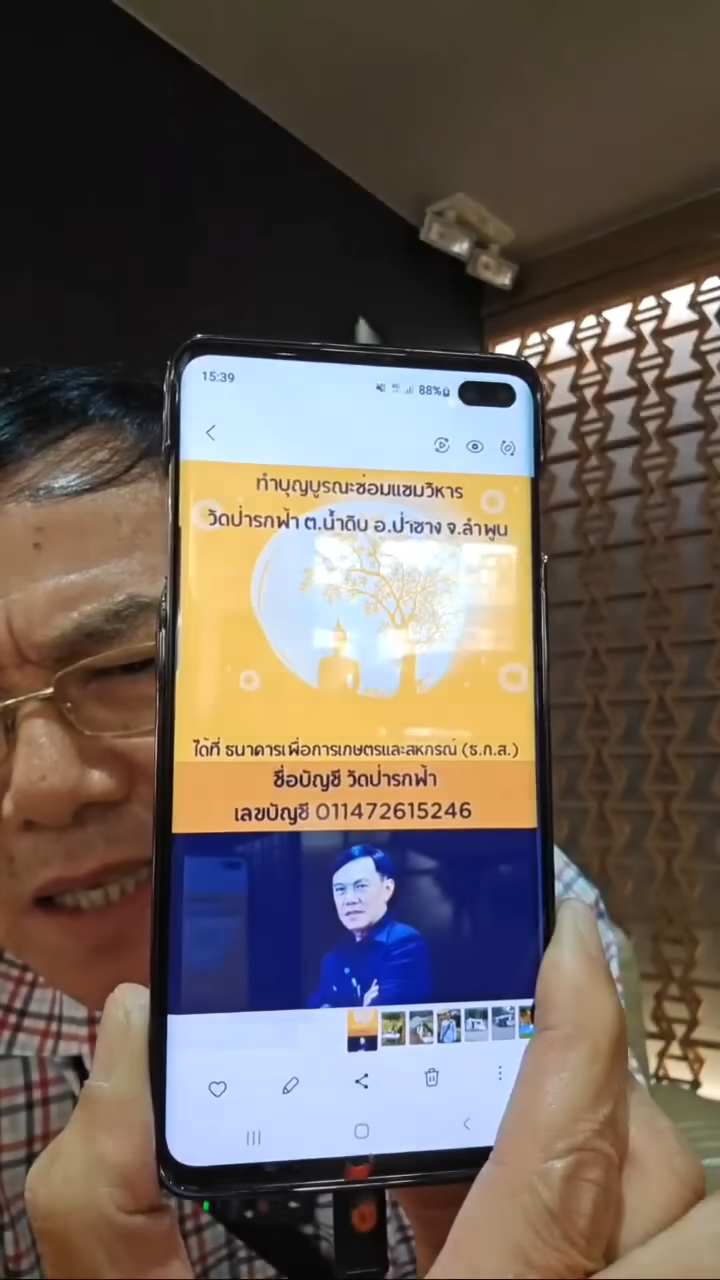 15:39
88%
ทำบุญบูรณะซ่อมแซมวิหาร
วัดป่ารกฟ้า ต.น้ำดิบ อ.ป่าซาง จ.ลำพูน
ได้ที่ ธนาคารเพื่อการเกษตรและสหกรณ์ (ธ.ก.ส.)
ชื่อบัญชี วัดป่ารกฟ้า
เลขบัญชี 011472615246